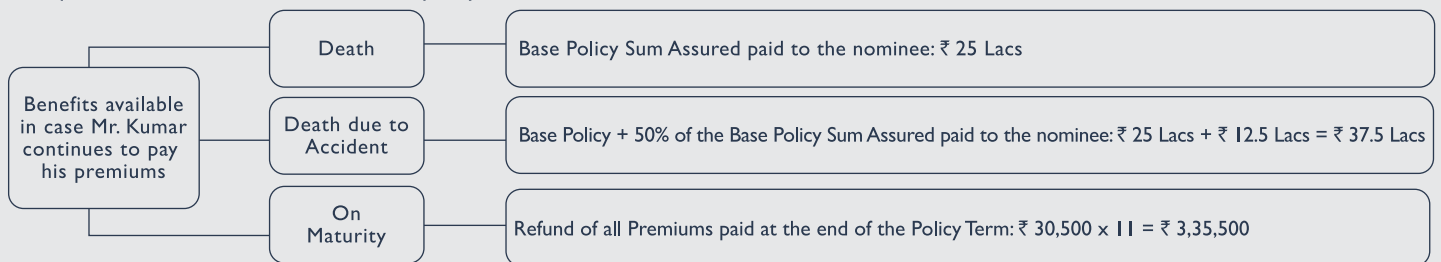 Benefits available
in case Mr. Kumar
continues to pay
his premiums
Death
Base Policy Sum Assured paid to the nominee: ₹ 25 Lacs
Death due to
Accident
Base Policy + 50% of the Base Policy Sum Assured paid to the nominee: ₹ 25 Lacs + ₹ 12.5 Lacs = ₹ 37.5 Lacs
On
Maturity
Refund of all Premiums paid at the end of the Policy Term: ₹ 30,500 x 11 = ₹ 3,35,500